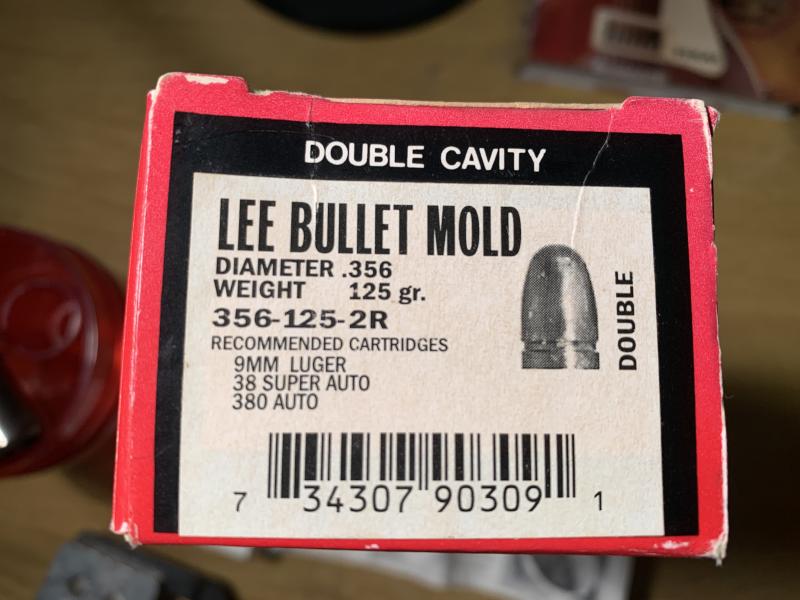 DOUBLE CAVITY
LEE BULLET MOLD
DIAMETER .356
WEIGHT 125 gr.
356-125-2R
RECOMMENDED CARTRIDGES
9MM LUGER
38 SUPER AUTO
380 AUTO
DOUBLE
7 34307 90309 1